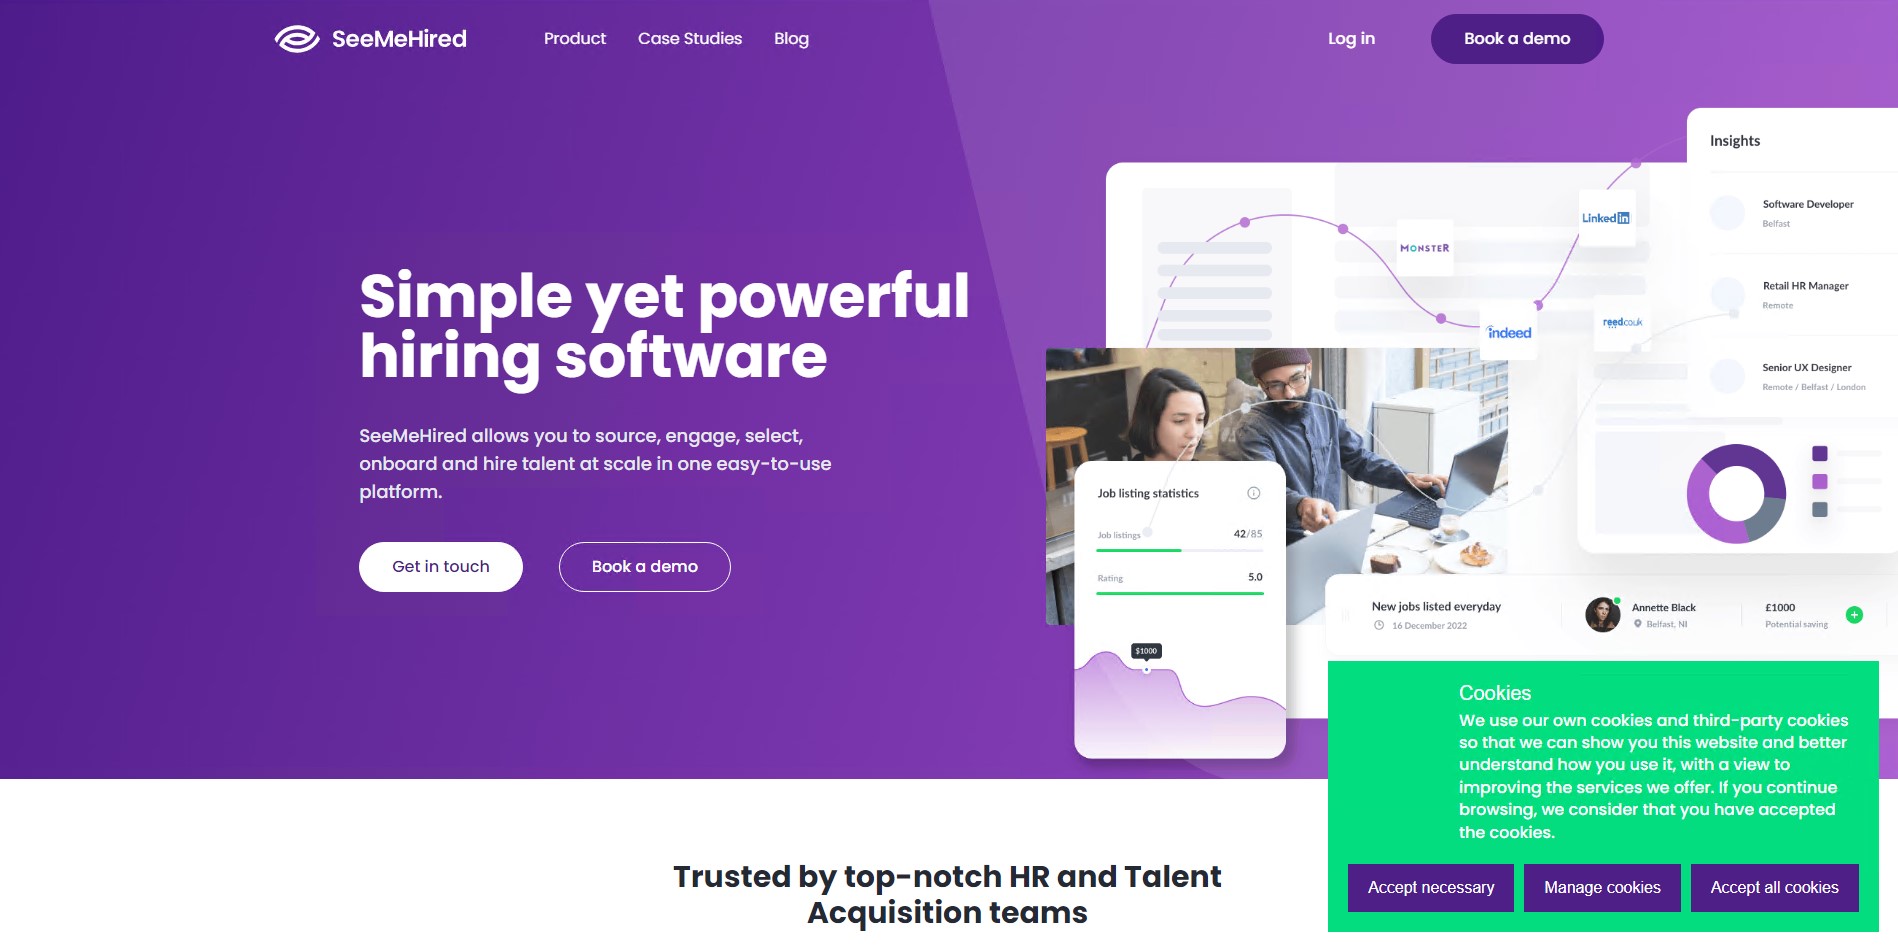 SeeMeHired
Product
Case Studies
Blog
Log in
Book a demo
Simple yet powerful
hiring software
SeeMeHired allows you to source, engage, select,
onboard and hire talent at scale in one easy-to-use
platform.
Get in touch
Book a demo
Insights
Software Developer
Belfast
Retail HR Manager
Remote
Senior UX Designer
Remote / Belfast / London
LinkedIn
MONSTER
indeed
reed.co.uk
Job listing statistics
Job listings
42/85
Rating
5.0
$1000
New jobs listed everyday
16 December 2022
Annette Black
Belfast, NI
£1000
Potential saving
Cookies
We use our own cookies and third-party cookies
so that we can show you this website and better
understand how you use it, with a view to
improving the services we offer. If you continue
browsing, we consider that you have accepted
the cookies.
Accept necessary
Manage cookies
Accept all cookies
Trusted by top-notch HR and Talent
Acquisition teams